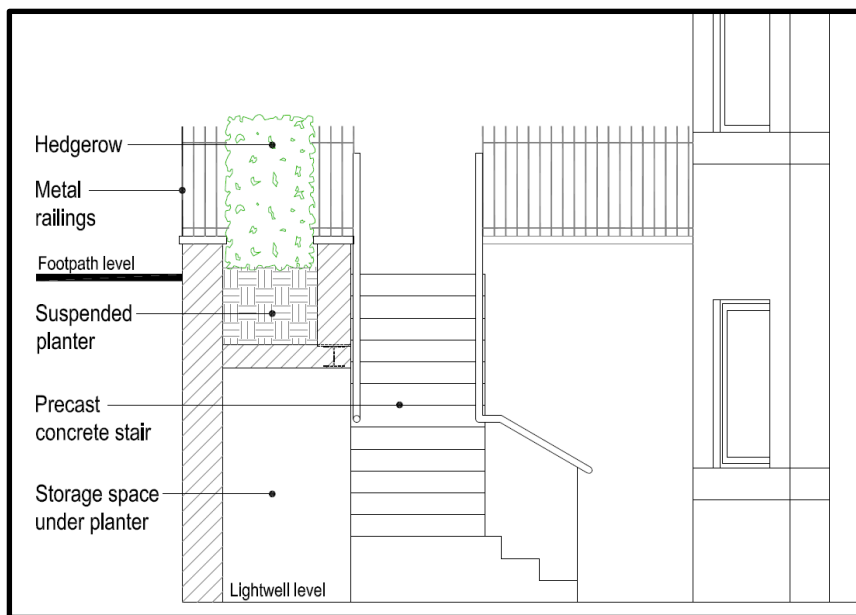 Hedgerow
Metal
railings
Footpath level
Suspended
planter
Precast
concrete stair
Storage space
under planter
Lightwell level